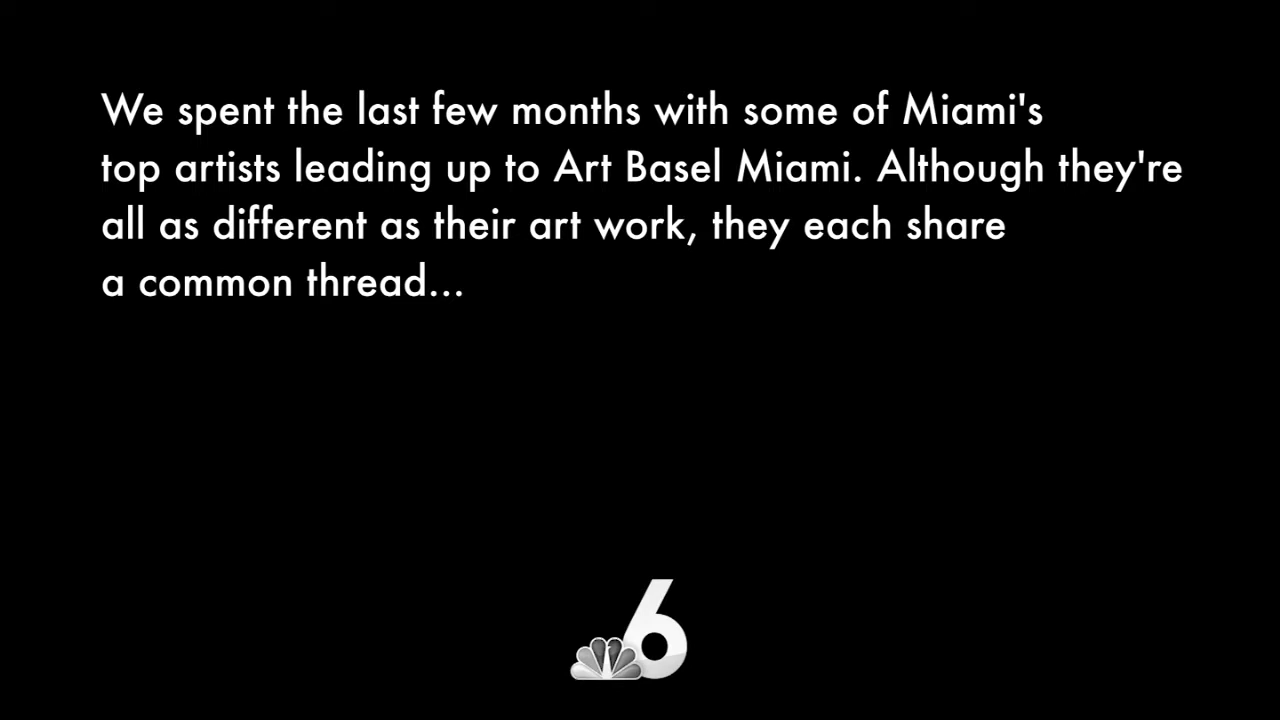 We spent the last few months with some of Miami's
top artists leading up to Art Basel Miami. Although they're
all as different as their art work, they each share
a common thread...
6